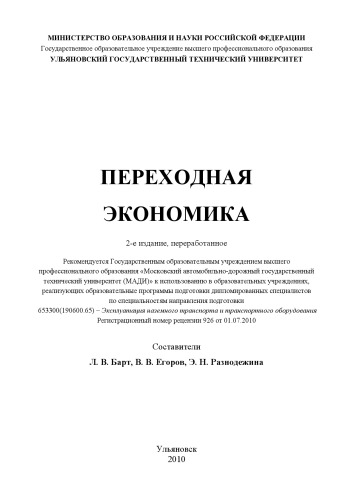 МИНИСТЕРСТВО ОБРАЗОВАНИЯ И НАУКИ РОССИЙСКОЙ ФЕДЕРАЦИИ
Государственное образовательное учреждение высшего профессионального образования
УЛЬЯНОВСКИЙ ГОСУДАРСТВЕННЫЙ ТЕХНИЧЕСКИЙ УНИВЕРСИТЕТ
ПЕРЕХОДНАЯ
ЭКОНОМИКА
2-е издание, переработанное
Рекомендуется Государственным образовательным учреждением высшего
профессионального образования «Московский автомобильно-дорожный государственный
технический университет (МАДИ)» к использованию в образовательных учреждениях,
реализующих образовательные программы подготовки дипломированных специалистов
по специальностям направления подготовки
653300(190600.65) – Эксплуатация наземного транспорта и транспортного оборудования
Регистрационный номер рецензии 926 от 01.07.2010
Составители
Л. В. Барт, В. В. Егоров, Э. Н. Разнодежина
Ульяновск
2010